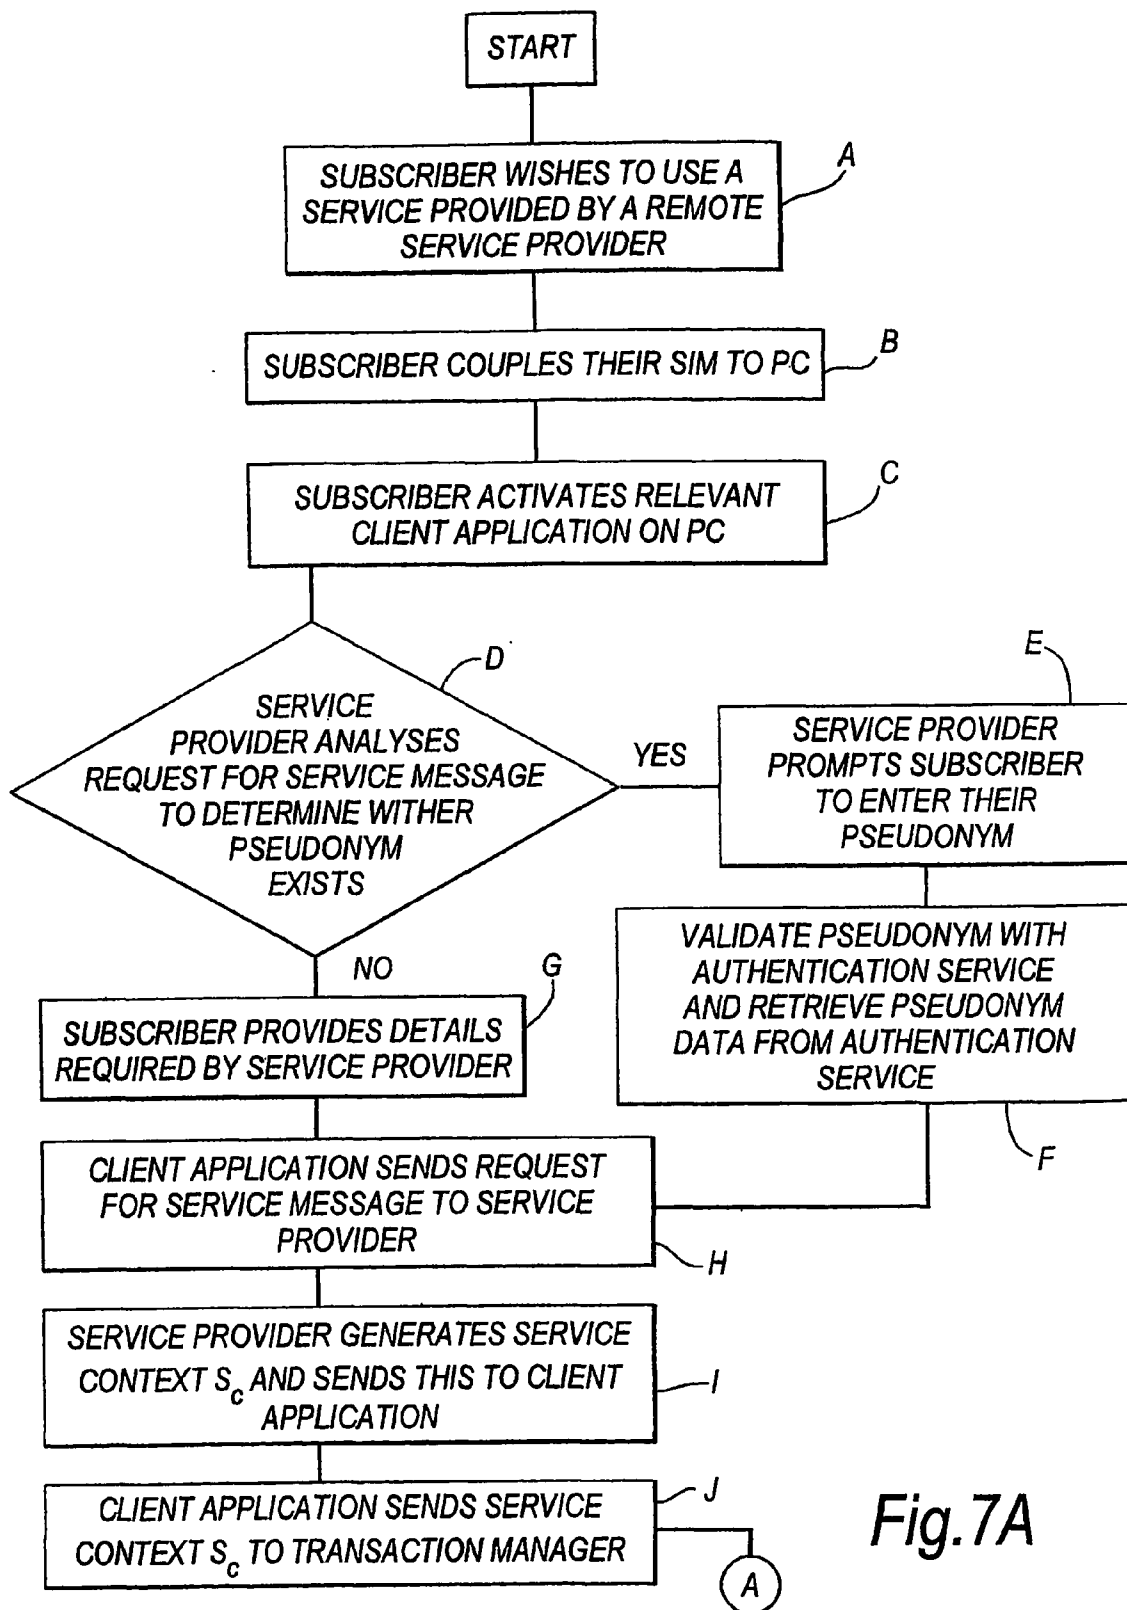 START
SUBSCRIBER WISHES TO USE A
SERVICE PROVIDED BY A REMOTE
SERVICE PROVIDER
A
SUBSCRIBER COUPLES THEIR SIM TO PC
B
SUBSCRIBER ACTIVATES RELEVANT
CLIENT APPLICATION ON PC
C
SERVICE
PROVIDER ANALYSES
REQUEST FOR SERVICE MESSAGE
TO DETERMINE WITHER
PSEUDONYM
EXISTS
D
YES
SERVICE PROVIDER
PROMPTS SUBSCRIBER
TO ENTER THEIR
PSEUDONYM
E
VALIDATE PSEUDONYM WITH
AUTHENTICATION SERVICE
AND RETRIEVE PSEUDONYM
DATA FROM AUTHENTICATION
SERVICE
F
NO
SUBSCRIBER PROVIDES DETAILS
REQUIRED BY SERVICE PROVIDER
G
CLIENT APPLICATION SENDS REQUEST
FOR SERVICE MESSAGE TO SERVICE
PROVIDER
H
SERVICE PROVIDER GENERATES SERVICE
CONTEXT Sc AND SENDS THIS TO CLIENT
APPLICATION
I
CLIENT APPLICATION SENDS SERVICE
CONTEXT Sc TO TRANSACTION MANAGER
J
A
Fig.7A